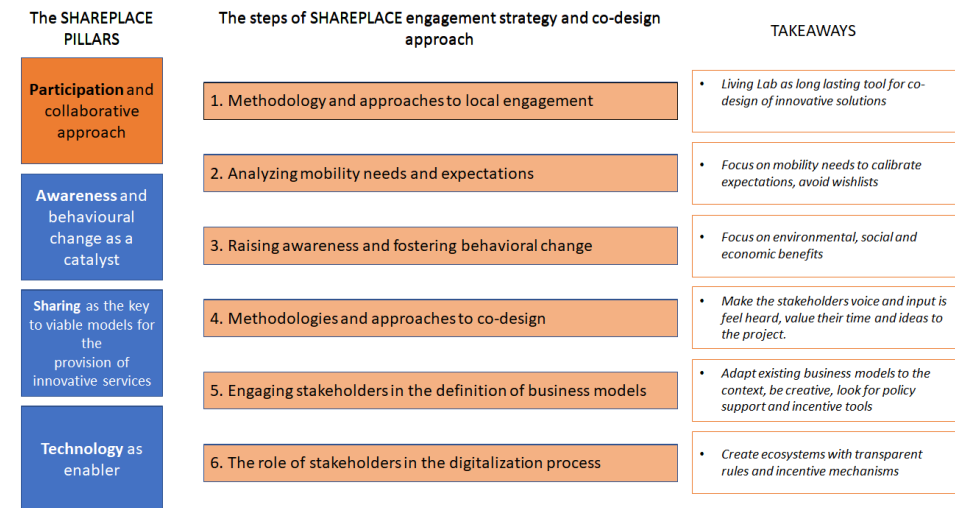 The SHAREPLACE
PILLARS
The steps of SHAREPLACE engagement strategy and co-design
approach
TAKEAWAYS
Participation and
collaborative
approach
Awareness and
behavioural
change as a
catalyst
Sharing as the key
to viable models for
the
provision of
innovative services
Technology as
enabler
1. Methodology and approaches to local engagement
2. Analyzing mobility needs and expectations
3. Raising awareness and fostering behavioral change
4. Methodologies and approaches to co-design
5. Engaging stakeholders in the definition of business models
6. The role of stakeholders in the digitalization process
• Living Lab as long lasting tool for co-
design of innovative solutions
• Focus on mobility needs to calibrate
expectations, avoid wishlists
• Focus on environmental, social and
economic benefits
• Make the stakeholders voice and input is
feel heard, value their time and ideas to
the project.
• Adapt existing business models to the
context, be creative, look for policy
support and incentive tools
• Create ecosystems with transparent
rules and incentive mechanisms